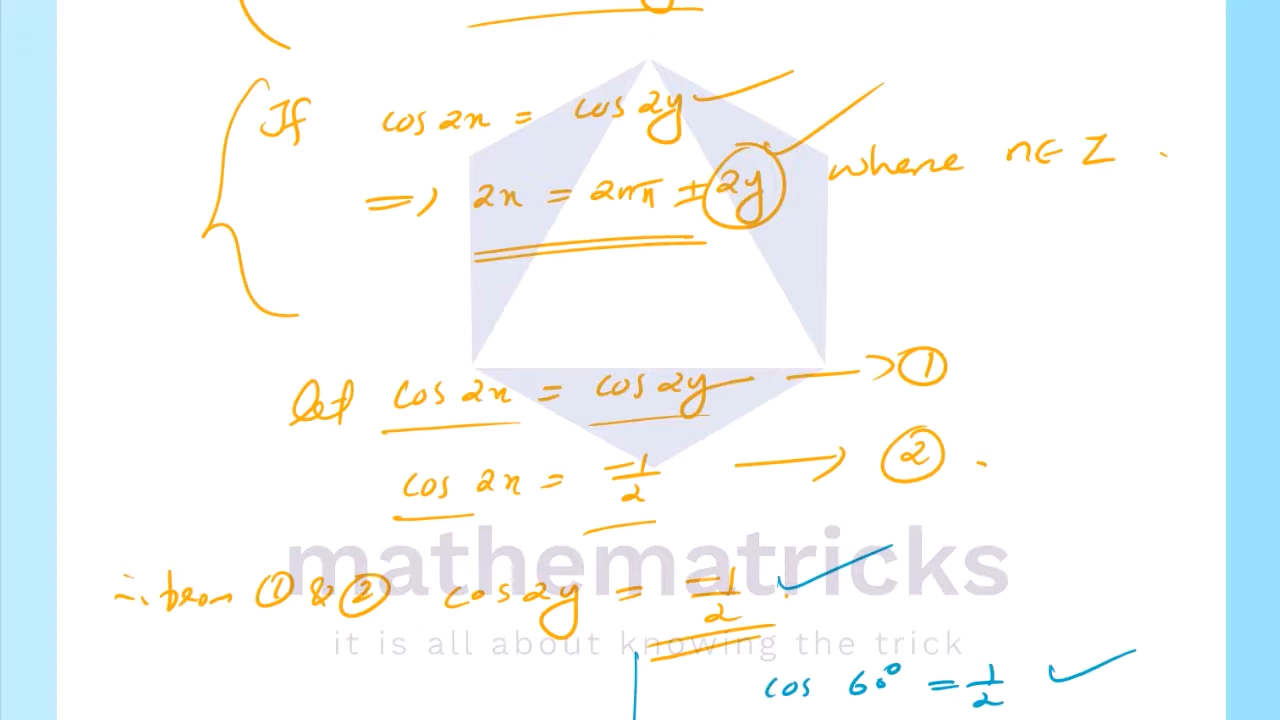 If cos 2x = cos 2y
=> 2x = 2nπ ± 2y where n ∈ Z.
let cos 2x = cos 2y → ①
cos 2x = -1/2 → ②.
∴ from ① & ② cos 2y = -1/2.
mathematricks
it is all about knowing the trick
cos 60° = 1/2